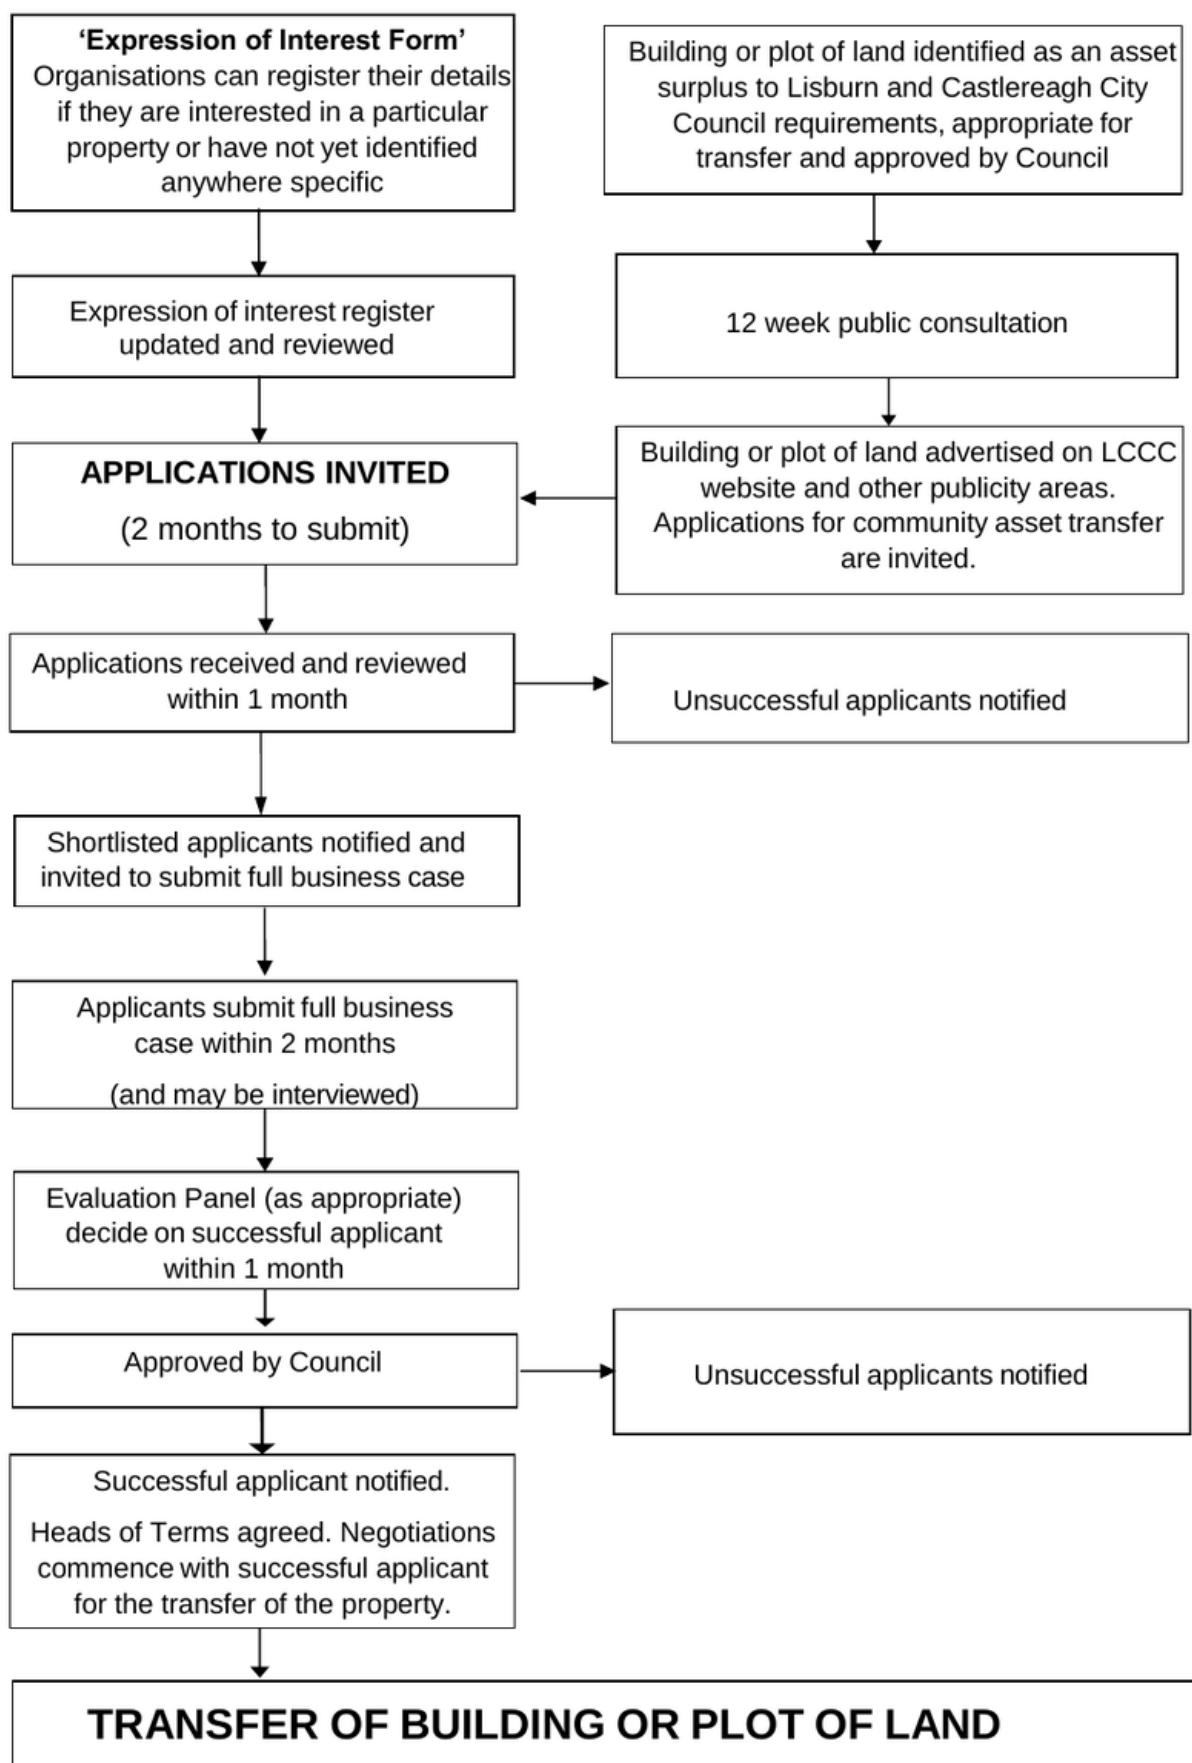 ‘Expression of Interest Form’
Organisations can register their details
if they are interested in a particular
property or have not yet identified
anywhere specific
Building or plot of land identified as an asset
surplus to Lisburn and Castlereagh City
Council requirements, appropriate for
transfer and approved by Council
Expression of interest register
updated and reviewed
12 week public consultation
APPLICATIONS INVITED
(2 months to submit)
Building or plot of land advertised on LCCC
website and other publicity areas.
Applications for community asset transfer
are invited.
Applications received and reviewed
within 1 month
Unsuccessful applicants notified
Shortlisted applicants notified and
invited to submit full business case
Applicants submit full business
case within 2 months
(and may be interviewed)
Evaluation Panel (as appropriate)
decide on successful applicant
within 1 month
Approved by Council
Unsuccessful applicants notified
Successful applicant notified.
Heads of Terms agreed. Negotiations
commence with successful applicant
for the transfer of the property.
TRANSFER OF BUILDING OR PLOT OF LAND